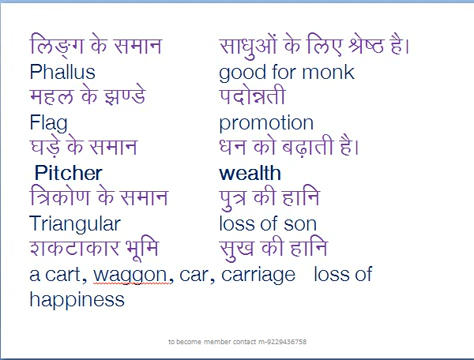 लिङ्ग के समान साधुओं के लिए श्रेष्ठ है।
Phallus good for monk
महल के झण्डे पदोन्नती
Flag promotion
घड़े के समान धन को बढ़ाती है।
Pitcher wealth
त्रिकोण के समान पुत्र की हानि
Triangular loss of son
शकटाकार भूमि सुख की हानि
a cart, waggon, car, carriage loss of
happiness
to become member contact m-9229436758